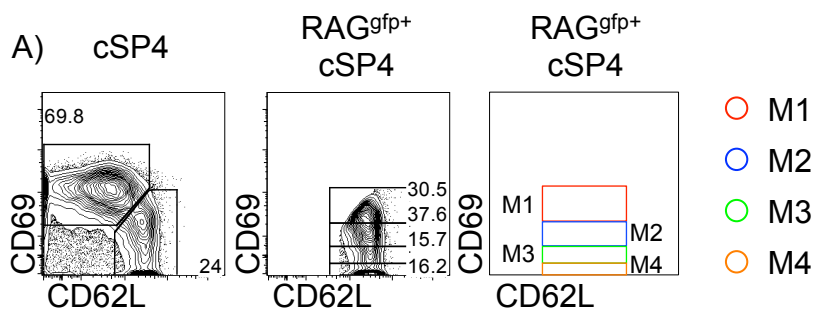 A)
cSP4
RAGgfp+
cSP4
RAGgfp+
cSP4
69.8
24
CD69
CD62L
30.5
37.6
15.7
16.2
CD69
CD62L
M1
M2
M3
M4
CD69
CD62L
M1
M2
M3
M4